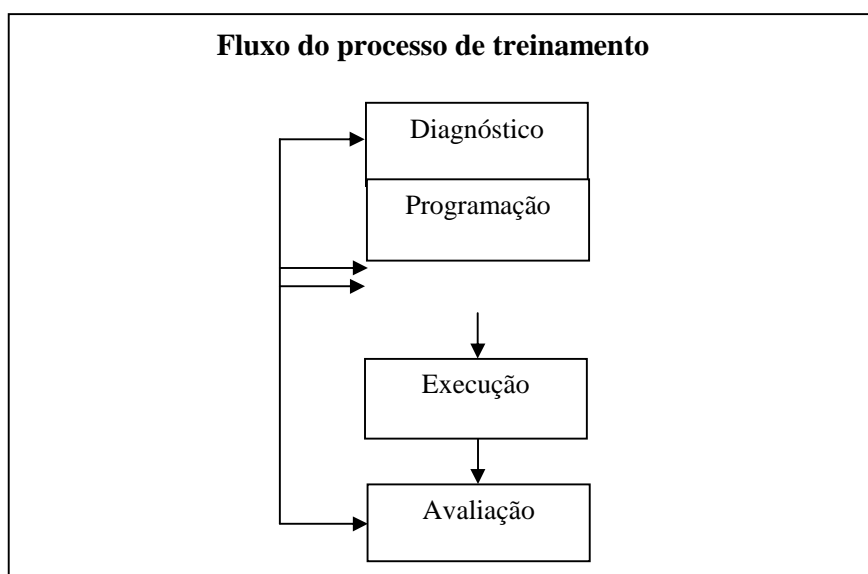 Fluxo do processo de treinamento
Diagnóstico
Programação
Execução
Avaliação